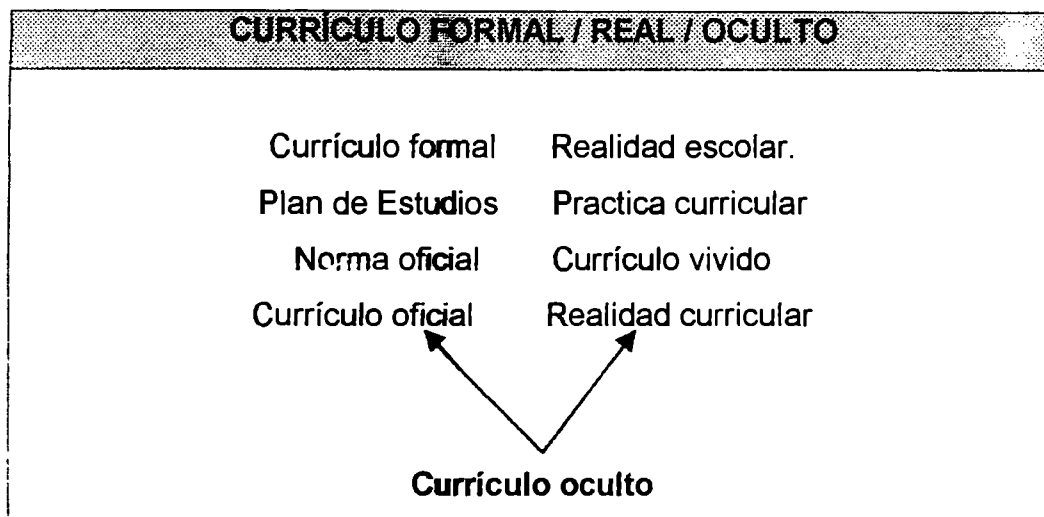 CURRÍCULO FORMAL / REAL / OCULTO
Currículo formal Realidad escolar.
Plan de Estudios Practica curricular
Norma oficial Currículo vivido
Currículo oficial Realidad curricular
Currículo oculto